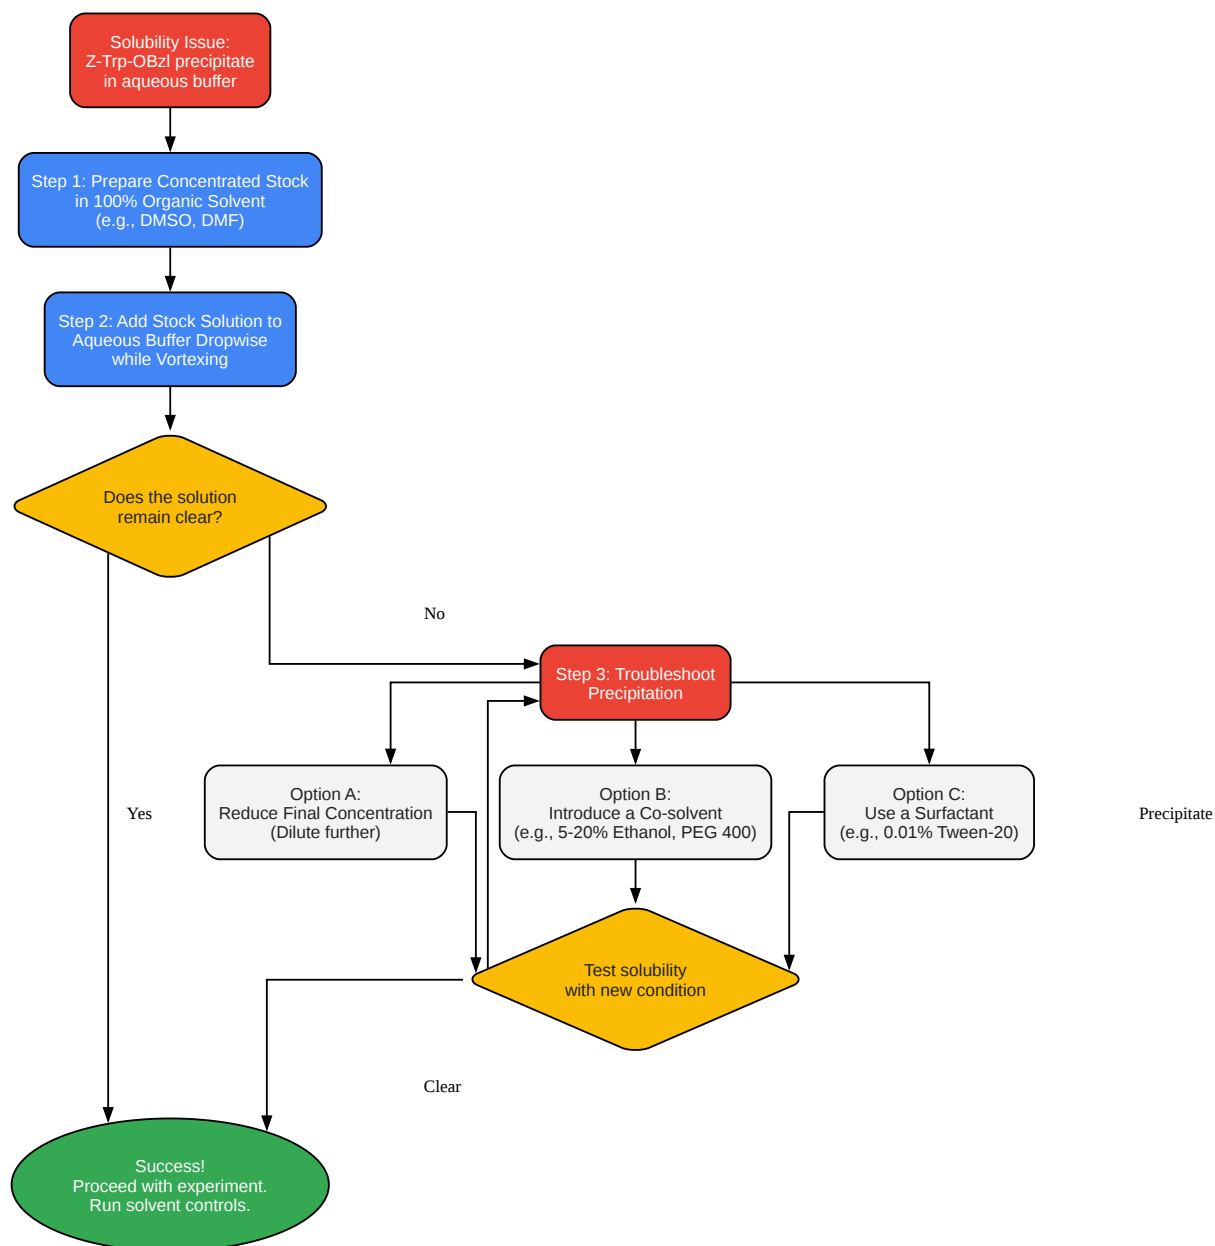 Solubility Issue:
Z-Trp-OBzl precipitate
in aqueous buffer
Step 1: Prepare Concentrated Stock
in 100% Organic Solvent
(e.g., DMSO, DMF)
Step 2: Add Stock Solution to
Aqueous Buffer Dropwise
while Vortexing
Does the solution
remain clear?
No
Step 3: Troubleshoot
Precipitation
Yes
Option A:
Reduce Final Concentration
(Dilute further)
Option B:
Introduce a Co-solvent
(e.g., 5-20% Ethanol, PEG 400)
Option C:
Use a Surfactant
(e.g., 0.01% Tween-20)
Precipitate
Test solubility
with new condition
Clear
Success!
Proceed with experiment.
Run solvent controls.